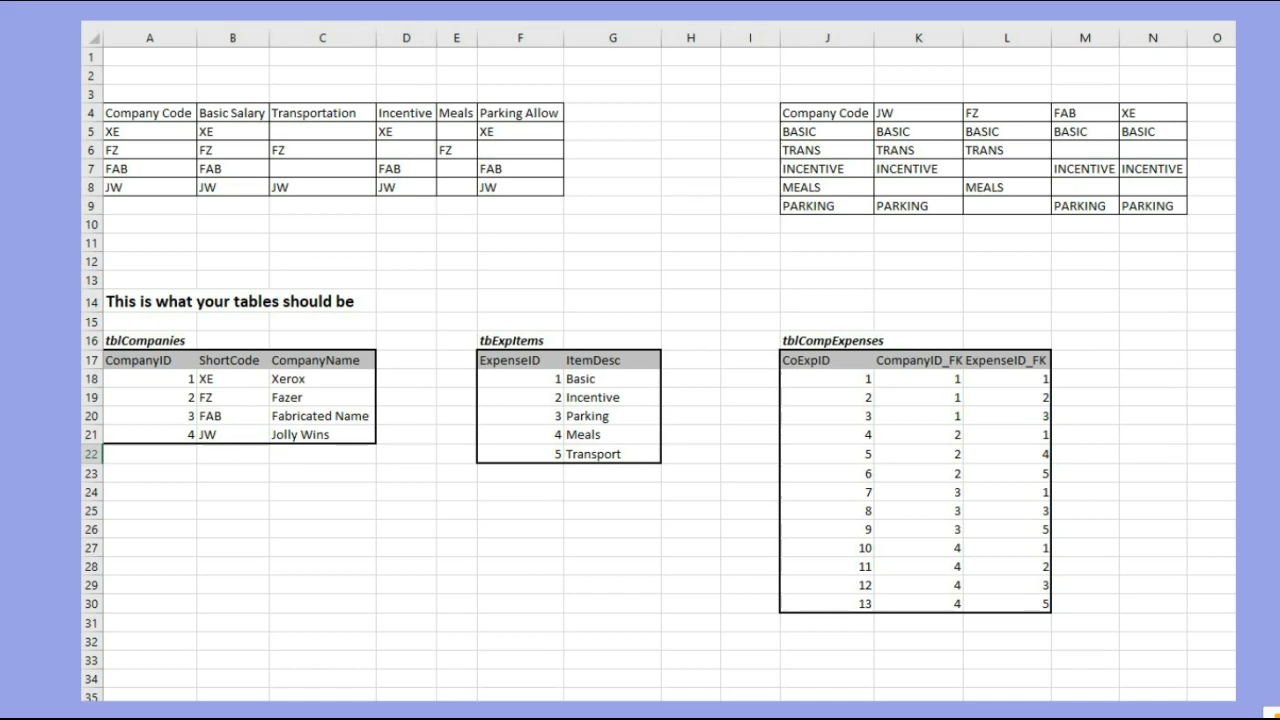 A B C D E F G H I J K L M N O
1
2
3
4 Company Code Basic Salary Transportation Incentive Meals Parking Allow Company Code JW FZ FAB XE
5 XE XE XE XE BASIC BASIC BASIC BASIC BASIC
6 FZ FZ FZ FZ TRANS TRANS TRANS
7 FAB FAB FAB FAB INCENTIVE INCENTIVE INCENTIVE INCENTIVE
8 JW JW JW JW JW MEALS MEALS
9 PARKING PARKING PARKING PARKING
10
11
12
13
14 This is what your tables should be
15
16 tblCompanies tbExpItems tblCompExpenses
17 CompanyID ShortCode CompanyName ExpenseID ItemDesc CoExpID CompanyID_FK ExpenseID_FK
18 1 XE Xerox 1 Basic 1 1 1
19 2 FZ Fazer 2 Incentive 2 1 2
20 3 FAB Fabricated Name 3 Parking 3 1 3
21 4 JW Jolly Wins 4 Meals 4 2 1
22 5 Transport 5 2 4
23 6 2 5
24 7 3 1
25 8 3 3
26 9 3 5
27 10 4 1
28 11 4 2
29 12 4 3
30 13 4 5
31
32
33
34
35